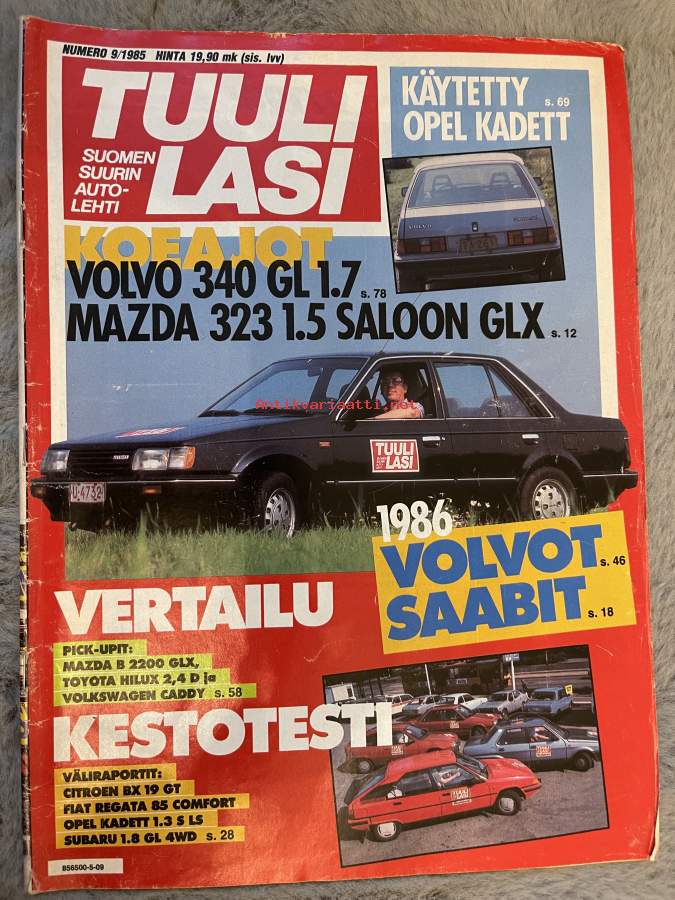 NUMERO 9/1985 HINTA 19,90 mk (sis. lvv)
TUULI
LASI
SUOMEN
SUURIN
AUTO-
LEHTI
KÄYTETTY s. 69
OPEL KADETT
VOLVO
KOEAJOT
VOLVO 340 GL 1.7 s. 78
MAZDA 323 1.5 SALOON GLX s. 12
Antikvariaatti.net
TUULI
LASI
U-4732
1986
VOLVOT s. 46
SAABIT s. 18
VERTAILU
PICK-UPIT:
MAZDA B 2200 GLX,
TOYOTA HILUX 2,4 D ja
VOLKSWAGEN CADDY s. 58
KESTOTESTI
VÄLIRAPORTIT:
CITROEN BX 19 GT
FIAT REGATA 85 COMFORT
OPEL KADETT 1.3 S LS
SUBARU 1.8 GL 4WD s. 28
TUULI
LASI
856500-5-09